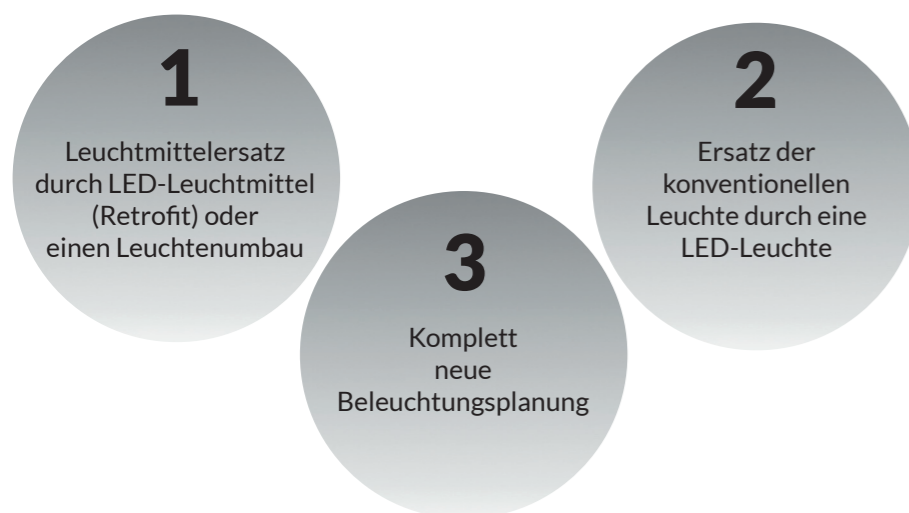 1
Leuchtmittelersatz
durch LED-Leuchtmittel
(Retrofit) oder
einen Leuchtenumbau
2
Ersatz der
konventionellen
Leuchte durch eine
LED-Leuchte
3
Komplett
neue
Beleuchtungsplanung